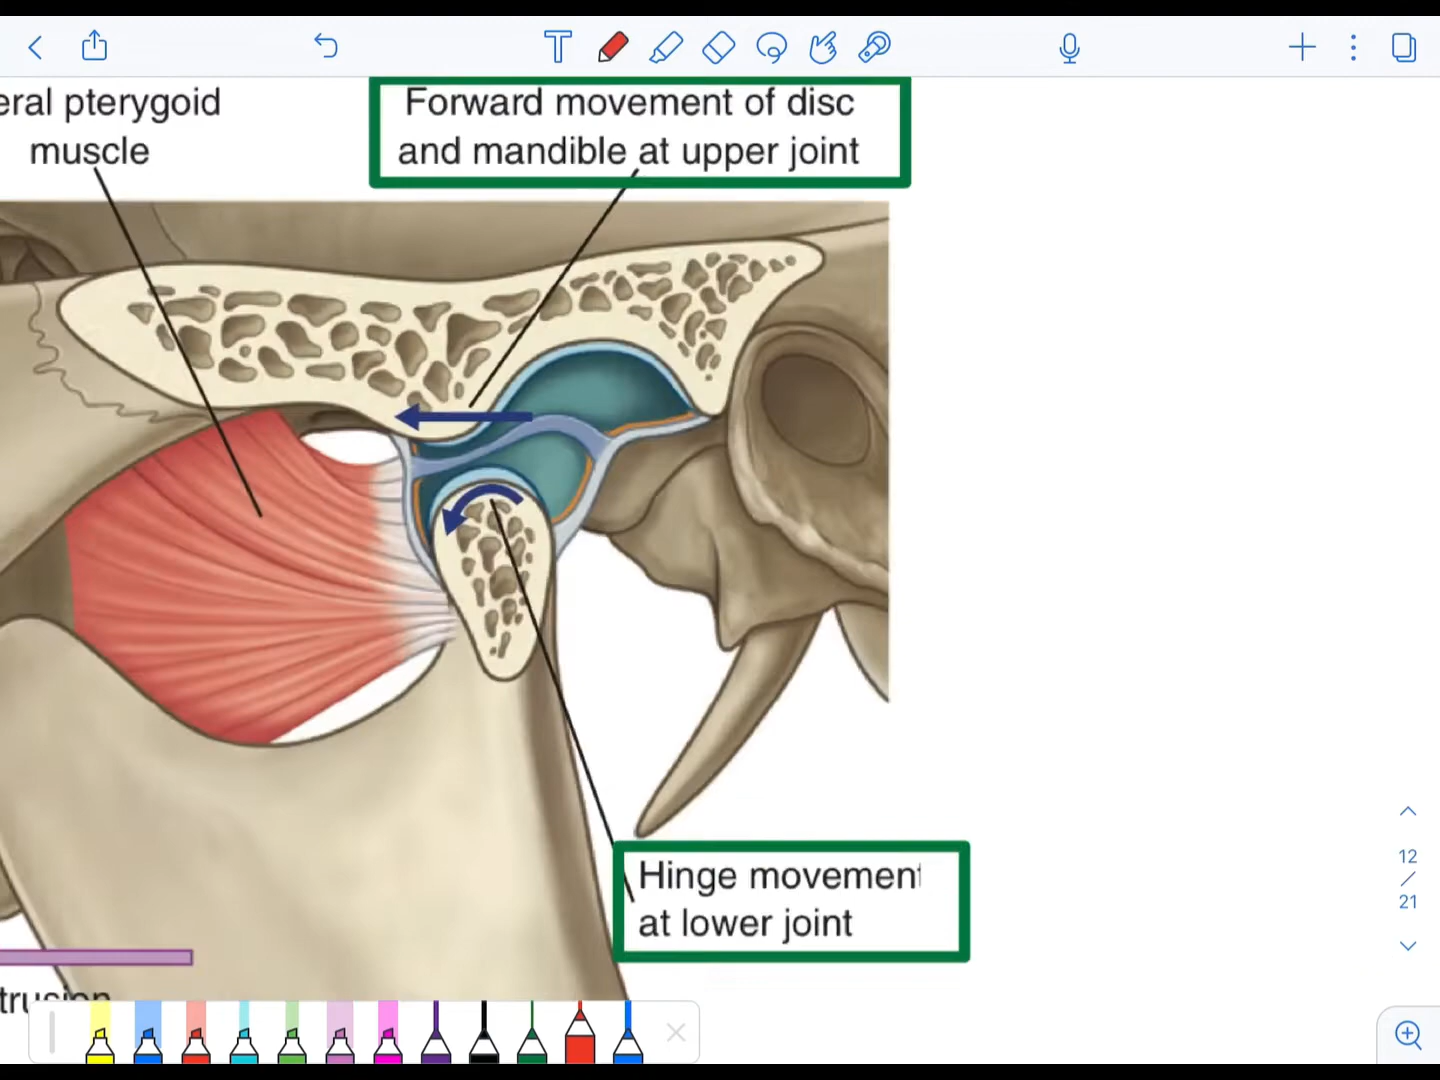 eral pterygoid
muscle
Forward movement of disc
and mandible at upper joint
Hinge movement
at lower joint
trusion
12
/
21